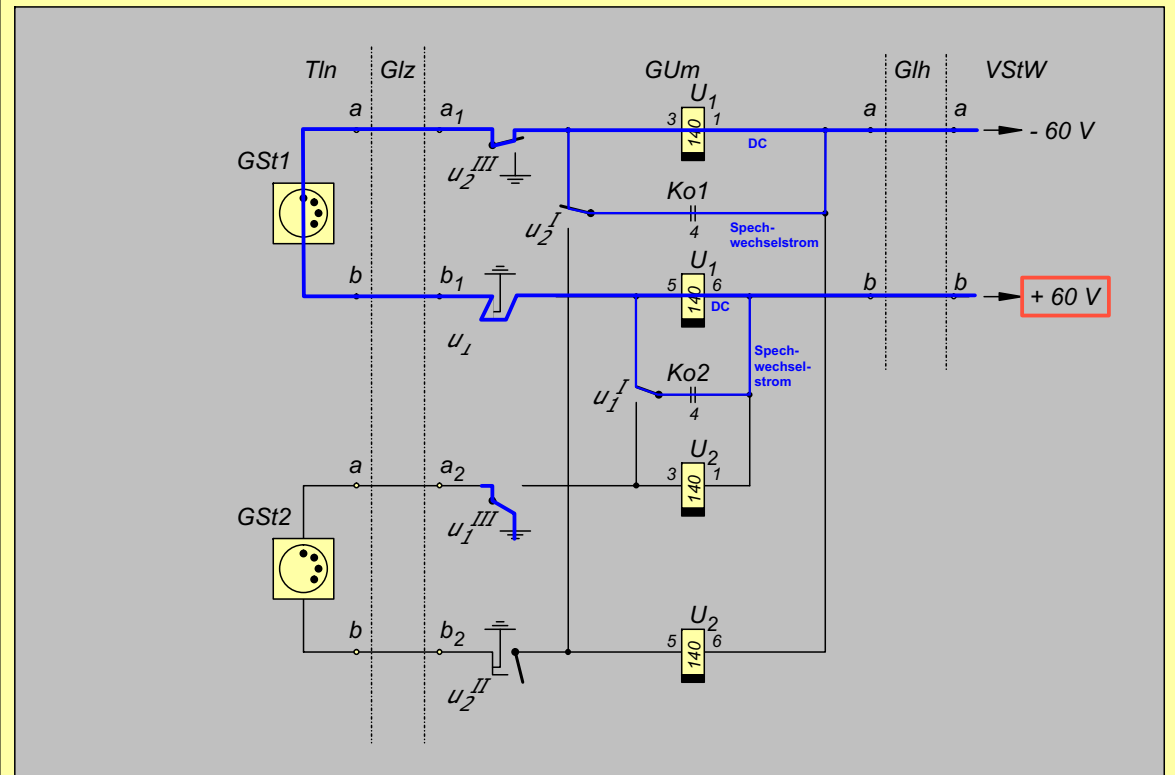 Tln Glz GUm Glh VStW
a a1 U1 a a
3 140 1 - 60 V
DC
GSt1 u2III
Ko1
u2I 4 Spech-
wechselstrom
b b1 U1 b b
5 140 6 + 60 V
DC
u1
Spech-
wechsel-
strom
Ko2
u1I 4
a a2 U2
3 140 1
GSt2 u1III
b b2 U2
5 140 6
u2II